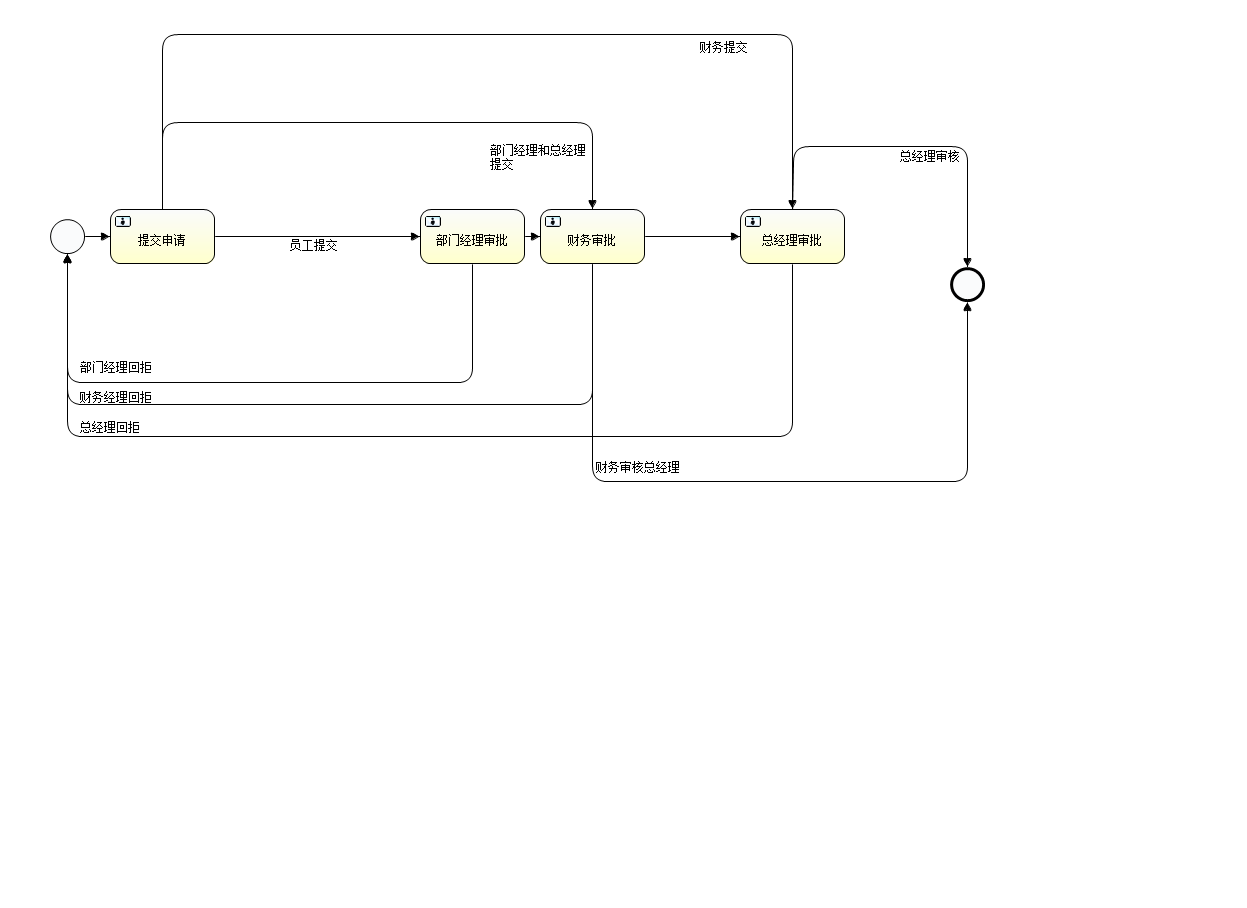 财务提交
部门经理和总经理
提交
总经理审核
提交申请
员工提交
部门经理审批
财务审批
总经理审批
部门经理回拒
财务经理回拒
总经理回拒
财务审核总经理